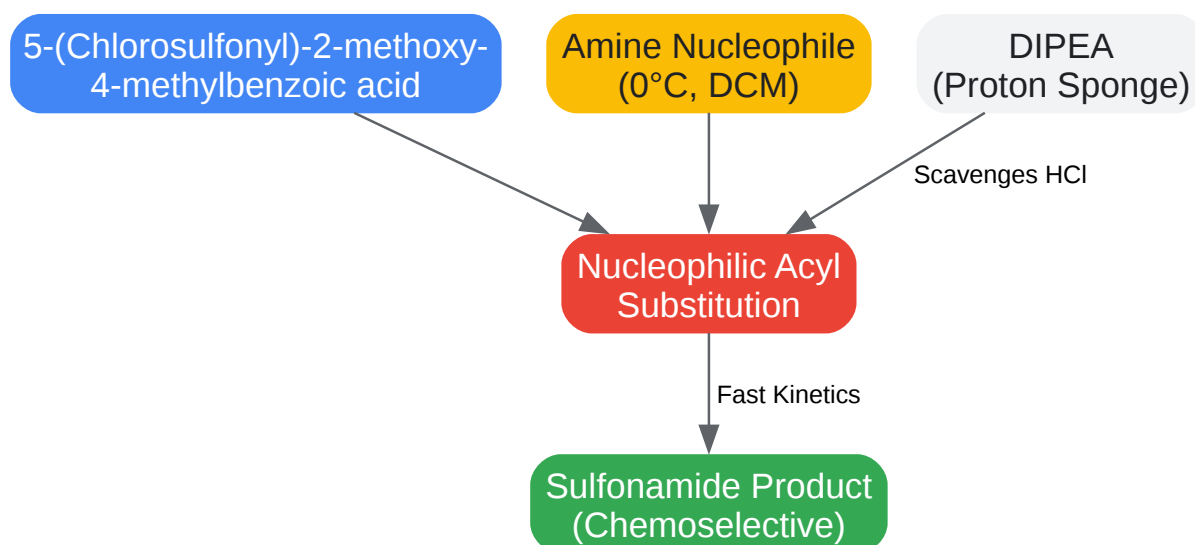 5-(Chlorosulfonyl)-2-methoxy-
4-methylbenzoic acid
Amine Nucleophile
(0°C, DCM)
DIPEA
(Proton Sponge)
Scavenges HCl
Nucleophilic Acyl
Substitution
Fast Kinetics
Sulfonamide Product
(Chemoselective)